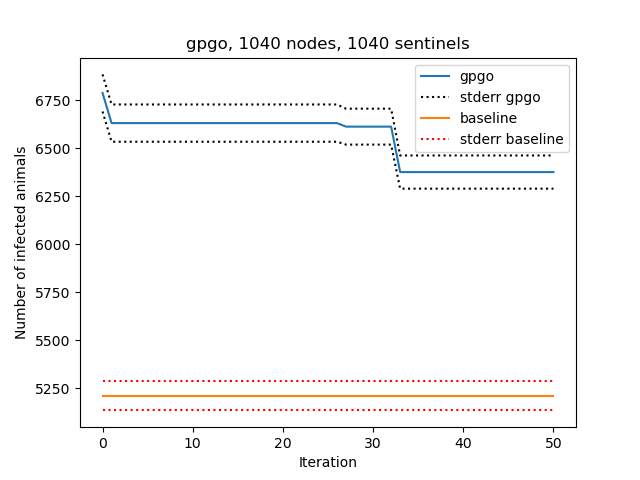 gpgo, 1040 nodes, 1040 sentinels
gpgo
stderr gpgo
baseline
stderr baseline
Number of infected animals
6750
6500
6250
6000
5750
5500
5250
0 10 20 30 40 50
Iteration